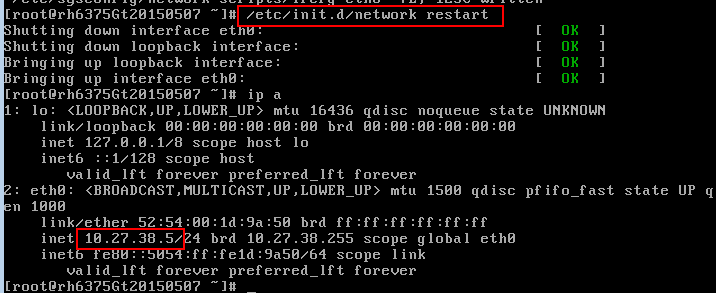 [root@rh6375Gt20150507 /]# /etc/init.d/network restart
Shutting down interface eth0: [ OK ]
Shutting down loopback interface: [ OK ]
Bringing up loopback interface: [ OK ]
Bringing up interface eth0: [ OK ]
[root@rh6375Gt20150507 /]# ip a
1: lo: <LOOPBACK,UP,LOWER_UP> mtu 16436 qdisc noqueue state UNKNOWN
link/loopback 00:00:00:00:00:00 brd 00:00:00:00:00:00
inet 127.0.0.1/8 scope host lo
inet6 ::1/128 scope host
valid_lft forever preferred_lft forever
2: eth0: <BROADCAST,MULTICAST,UP,LOWER_UP> mtu 1500 qdisc pfifo_fast state UP q
en 1000
link/ether 52:54:00:1d:9a:50 brd ff:ff:ff:ff:ff:ff
inet 10.27.38.5/24 brd 10.27.38.255 scope global eth0
inet6 fe80::5054:ff:fe1d:9a50/64 scope link
valid_lft forever preferred_lft forever
[root@rh6375Gt20150507 /]# _